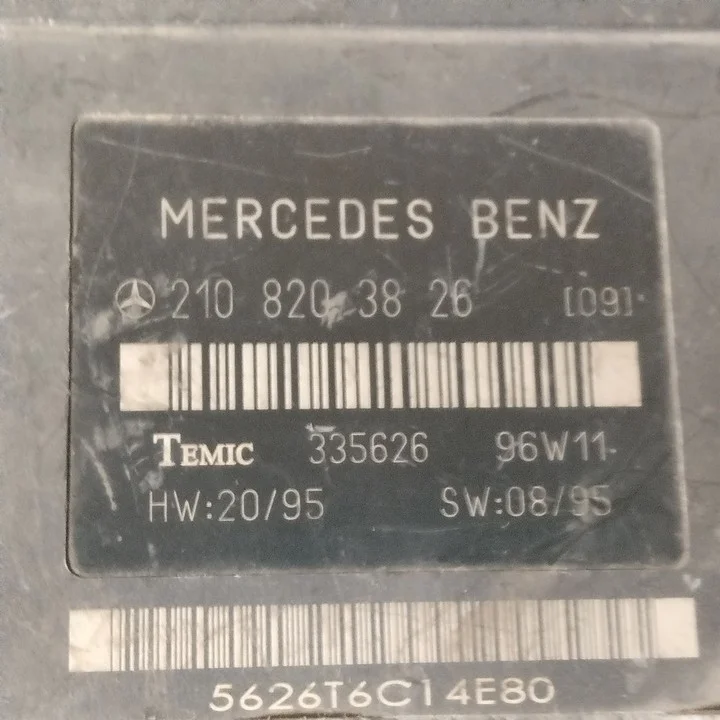 MERCEDES BENZ
210 820 38 26 [09]
TEMIC 335626 96W11
HW:20/95 SW:08/95
5626T6C14E80